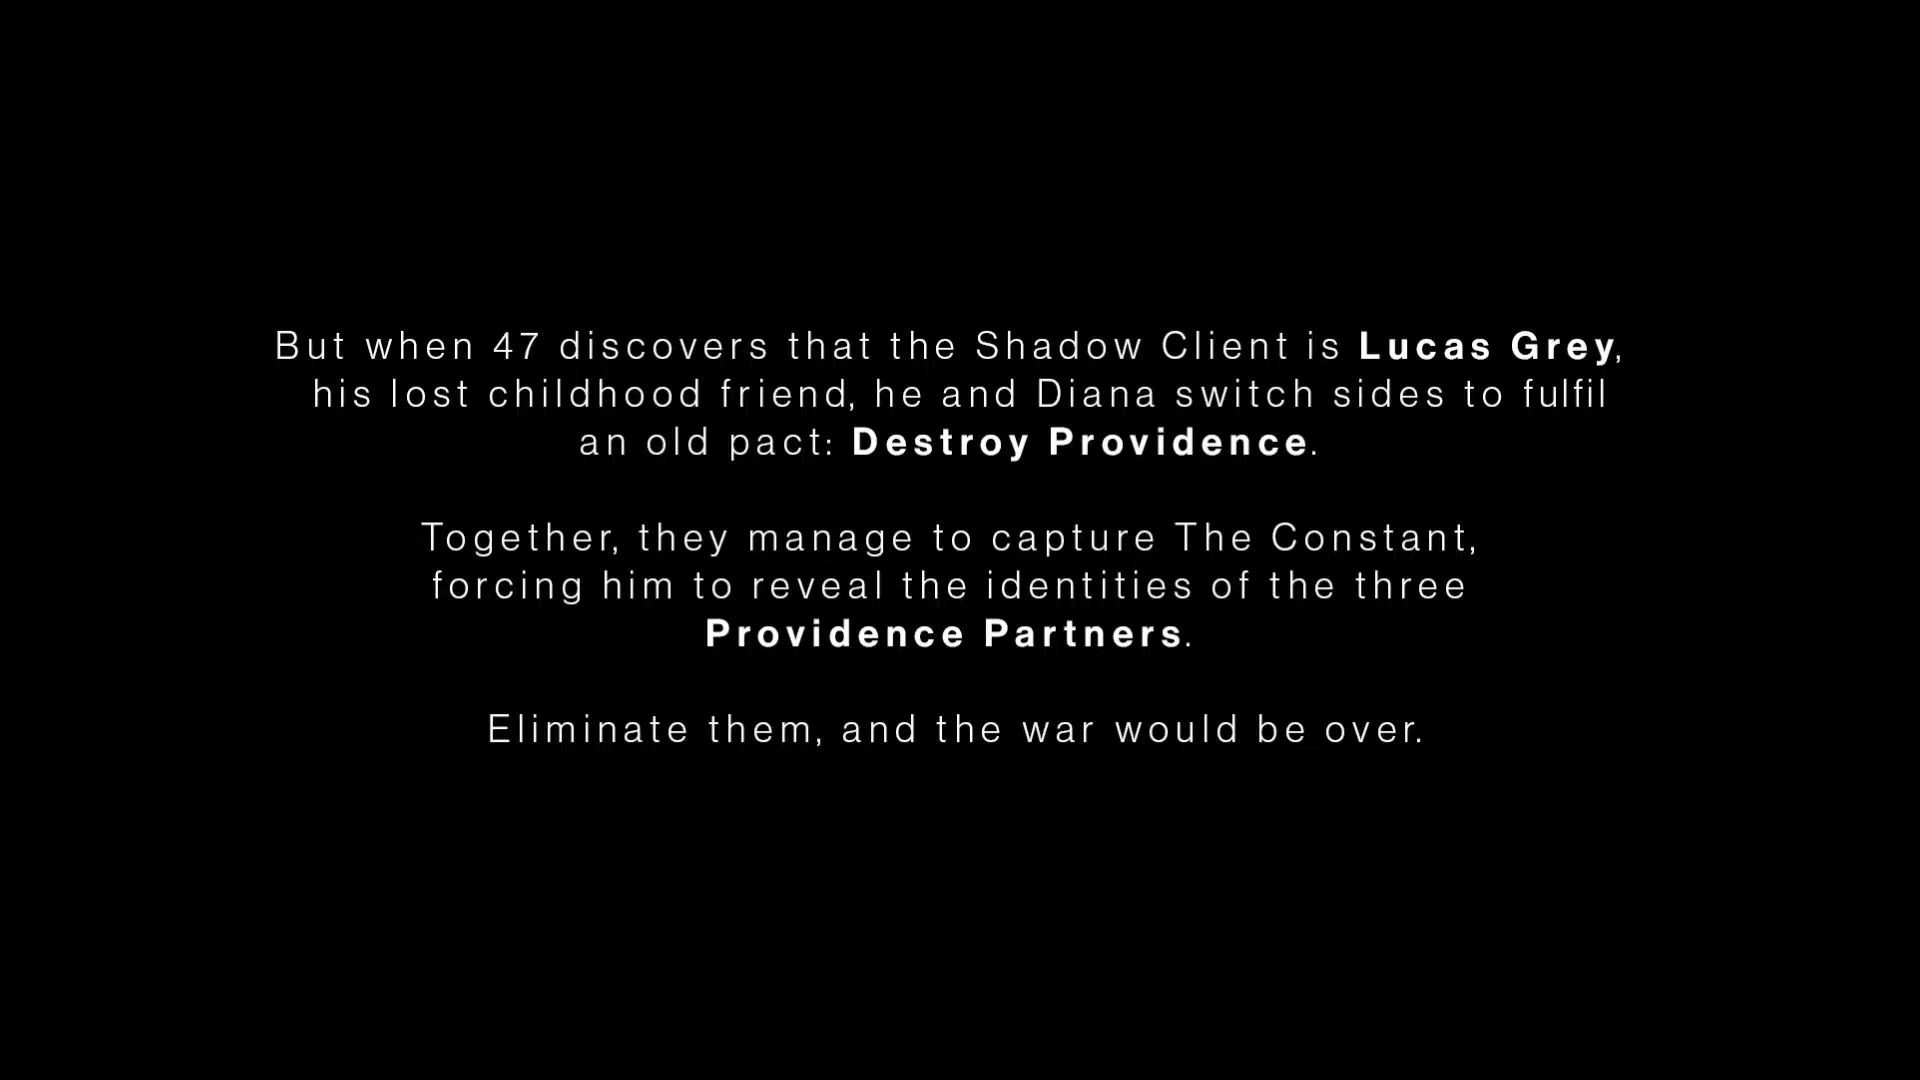 But when 47 discovers that the Shadow Client is Lucas Grey,
his lost childhood friend, he and Diana switch sides to fulfil
an old pact: Destroy Providence.
Together, they manage to capture The Constant,
forcing him to reveal the identities of the three
Providence Partners.
Eliminate them, and the war would be over.